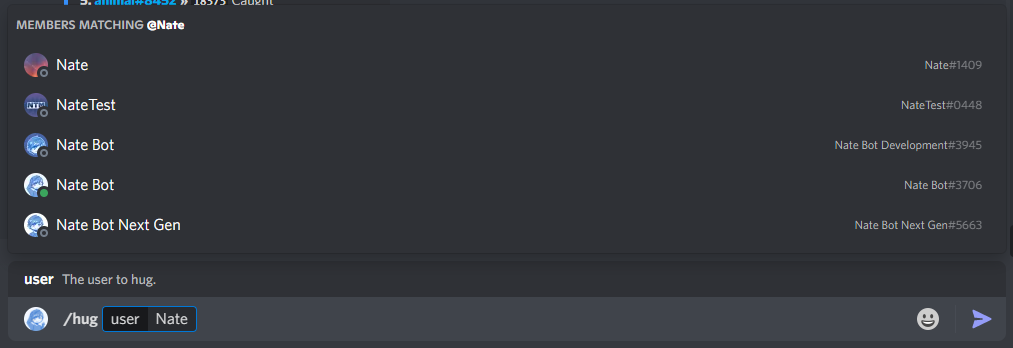 5. animal#8492 » 18375 Caught
MEMBERS MATCHING @Nate
Nate Nate#1409
NateTest NateTest#0448
Nate Bot Nate Bot Development#3945
Nate Bot Nate Bot#3706
Nate Bot Next Gen Nate Bot Next Gen#5663
user The user to hug.
/hug user Nate